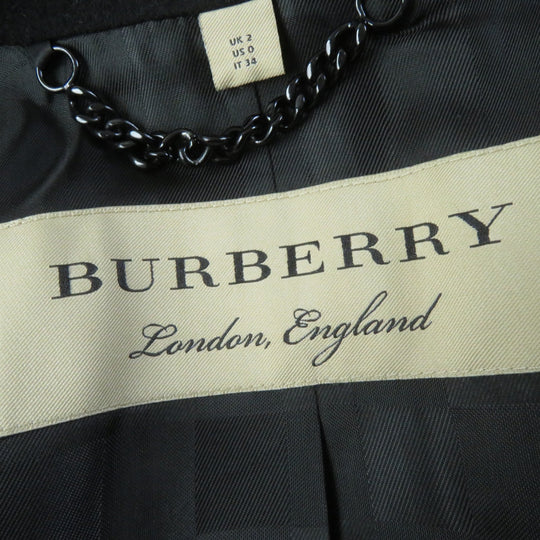 UK 2
US 0
IT 34
BURBERRY
London, England